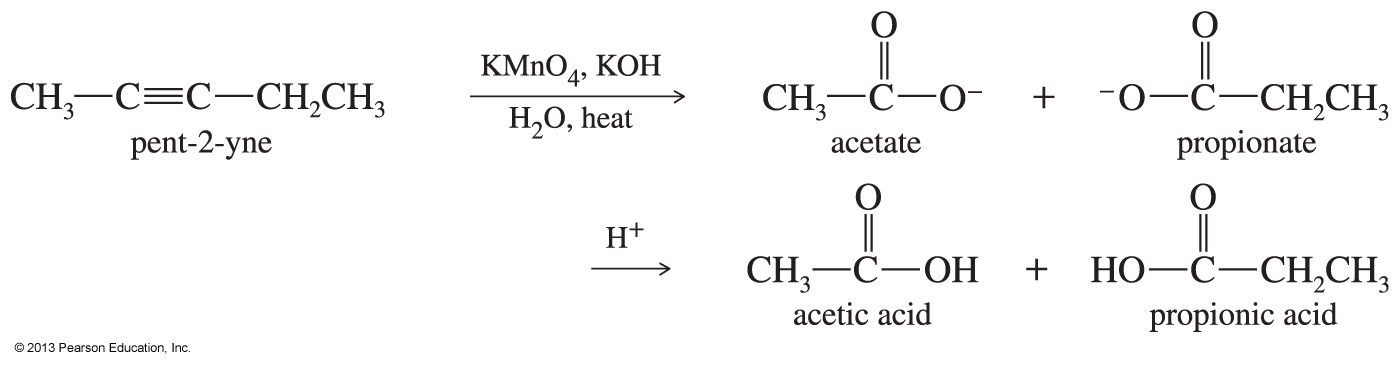 CH₃—C≡C—CH₂CH₃
pent-2-yne
KMnO₄, KOH
H₂O, heat
O
CH₃—C—O⁻ + ⁻O—C—CH₂CH₃
O
acetate
propionate
H⁺
O
CH₃—C—OH + HO—C—CH₂CH₃
O
acetic acid
propionic acid
© 2013 Pearson Education, Inc.